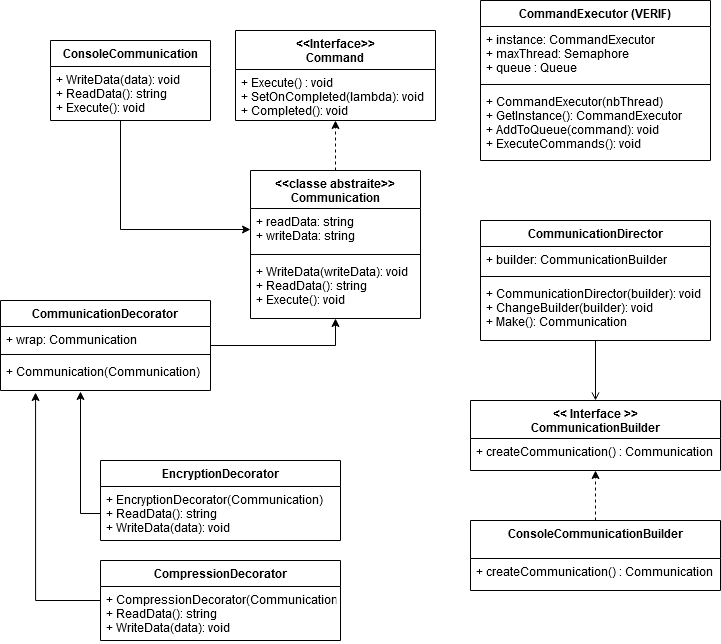 ConsoleCommunication
+ WriteData(data): void
+ ReadData(): string
+ Execute(): void
<<Interface>>
Command
+ Execute() : void
+ SetOnCompleted(lambda): void
+ Completed(): void
CommandExecutor (VERIF)
+ instance: CommandExecutor
+ maxThread: Semaphore
+ queue : Queue
+ CommandExecutor(nbThread)
+ GetInstance(): CommandExecutor
+ AddToQueue(command): void
+ ExecuteCommands(): void
<<classe abstraite>>
Communication
+ readData: string
+ writeData: string
+ WriteData(writeData): void
+ ReadData(): string
+ Execute(): void
CommunicationDirector
+ builder: CommunicationBuilder
+ CommunicationDirector(builder): void
+ ChangeBuilder(builder): void
+ Make(): Communication
CommunicationDecorator
+ wrap: Communication
+ Communication(Communication)
<< Interface >>
CommunicationBuilder
+ createCommunication() : Communication
EncryptionDecorator
+ EncryptionDecorator(Communication)
+ ReadData(): string
+ WriteData(data): void
ConsoleCommunicationBuilder
+ createCommunication() : Communication
CompressionDecorator
+ CompressionDecorator(Communication
+ ReadData(): string
+ WriteData(data): void